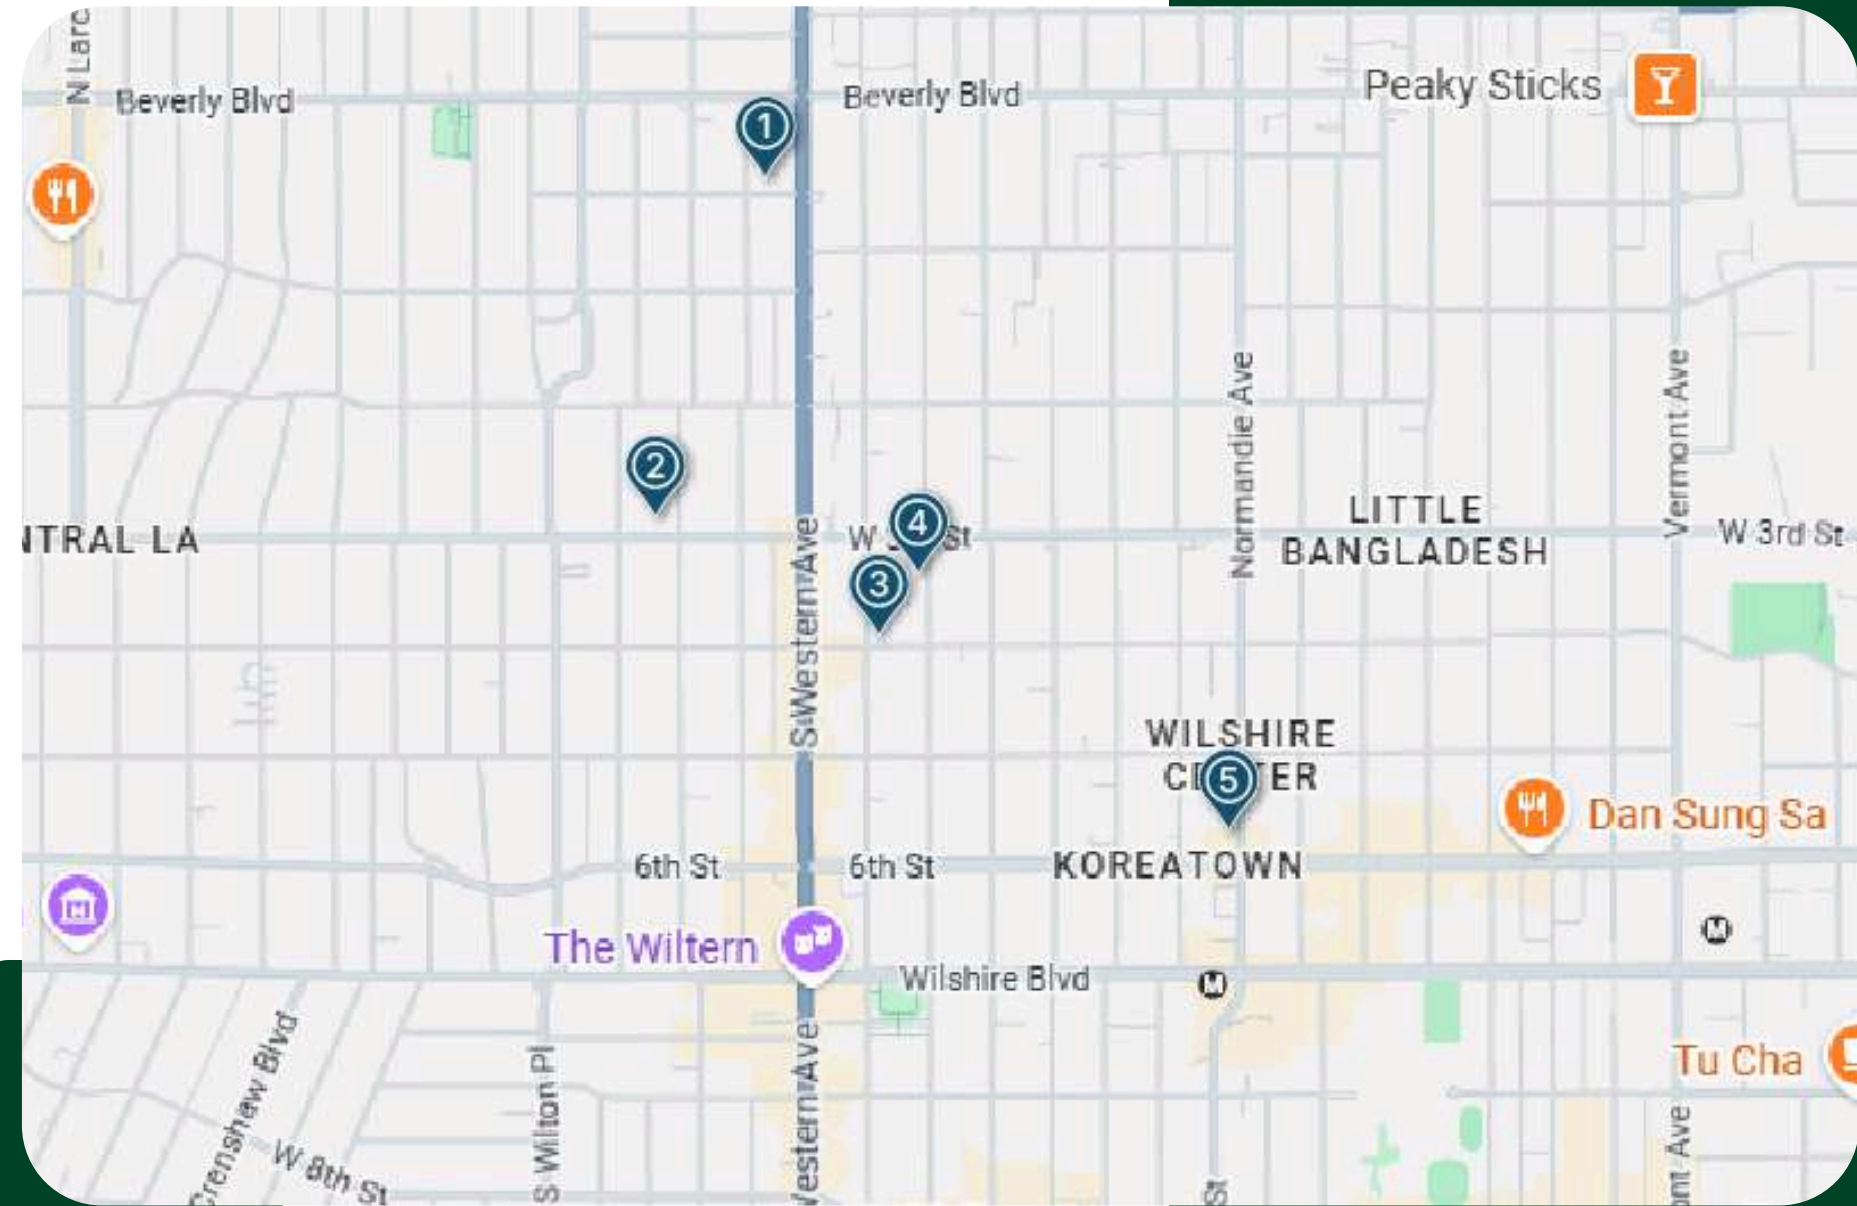 N Larc
Beverly Blvd
1
Beverly Blvd
Peaky Sticks
2
NTRAL LA
S Western Ave
W St
4
3
Normandie Ave
LITTLE
BANGLADESH
Vermont Ave
W 3rd St
WILSHIRE
CENTER
5
Dan Sung Sa
6th St
6th St
KOREATOWN
The Wiltern
Wilshire Blvd
M
M
Crenshaw Blvd
W 8th St
S Wilton Pl
Western Ave
St
Tu Cha
ont Ave